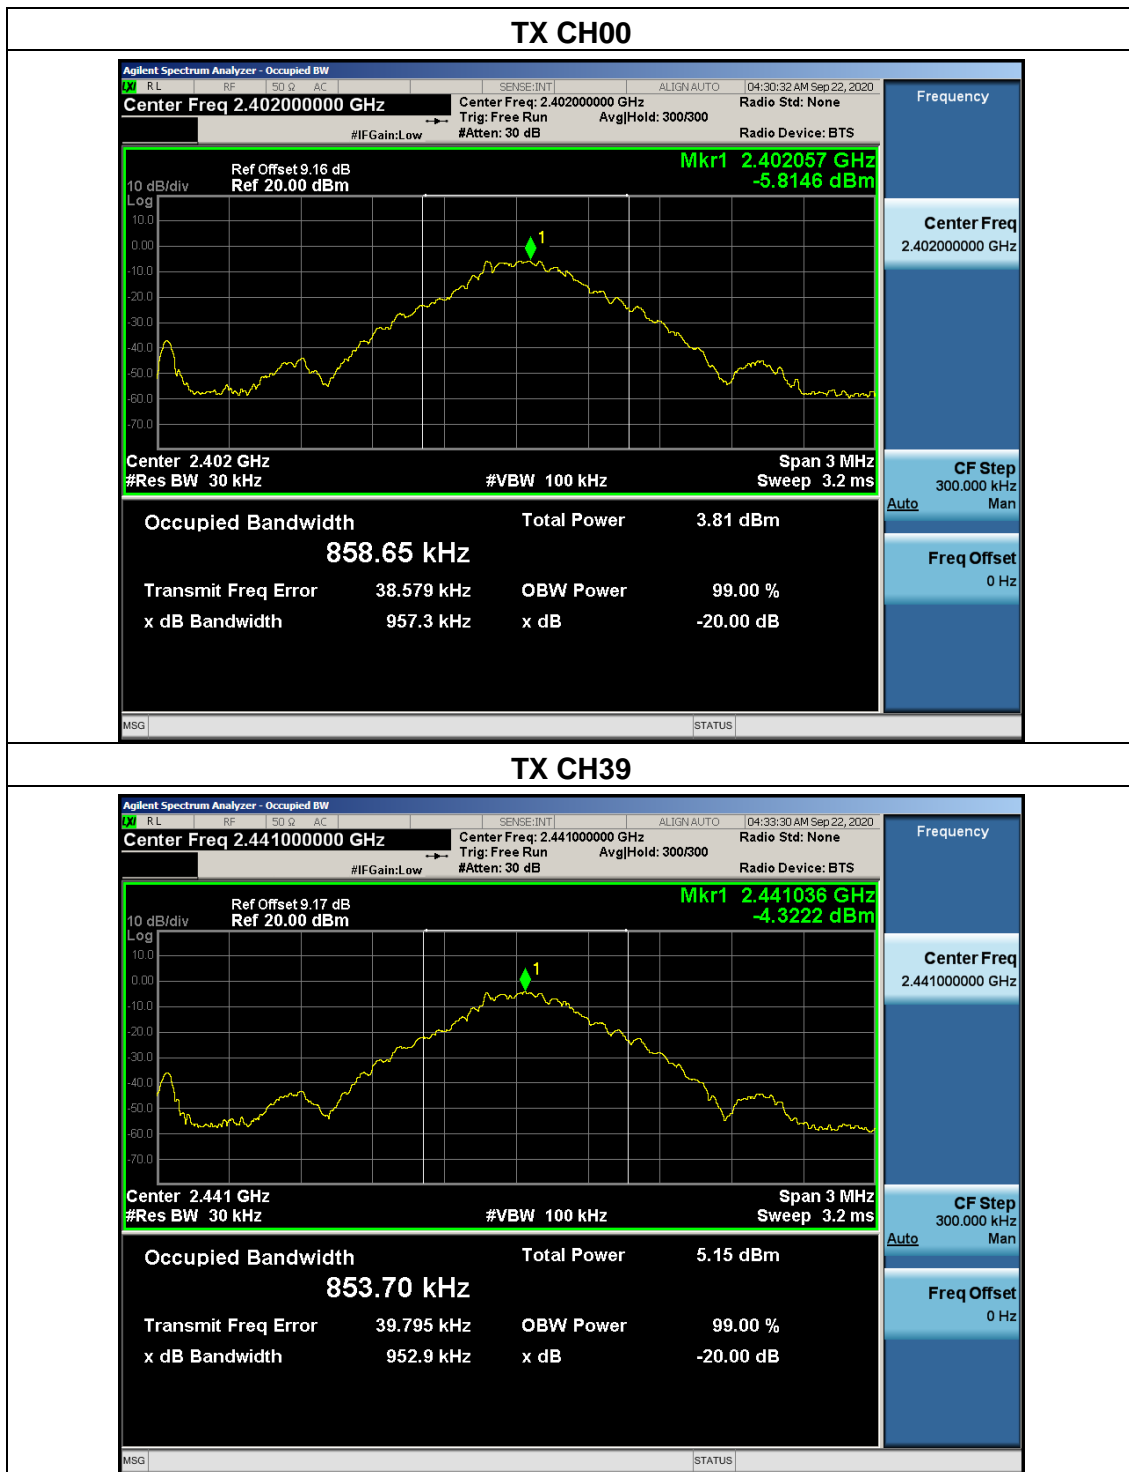 TX CH00
Agilent Spectrum Analyzer - Occupied BW
LXI RL RF 50 Ω AC SENSE:INT ALIGN AUTO 04:30:32 AM Sep 22, 2020
Center Freq 2.402000000 GHz
Center Freq: 2.402000000 GHz
Radio Std: None
Trig: Free Run Avg|Hold: 300/300
#IFGain:Low
#Atten: 30 dB
Radio Device: BTS
Frequency
Mkr1 2.402057 GHz
-5.8146 dBm
Ref Offset 9.16 dB
10 dB/div Ref 20.00 dBm
Log
10.0
0.00
-10.0
-20.0
-30.0
-40.0
-50.0
-60.0
-70.0
1
Center Freq
2.402000000 GHz
Center 2.402 GHz
Span 3 MHz
#Res BW 30 kHz
#VBW 100 kHz
Sweep 3.2 ms
CF Step
300.000 kHz
Auto Man
Occupied Bandwidth
858.65 kHz
Total Power 3.81 dBm
Transmit Freq Error 38.579 kHz
OBW Power 99.00 %
x dB Bandwidth 957.3 kHz
x dB -20.00 dB
Freq Offset
0 Hz
MSG
STATUS
TX CH39
Agilent Spectrum Analyzer - Occupied BW
LXI RL RF 50 Ω AC SENSE:INT ALIGN AUTO 04:33:30 AM Sep 22, 2020
Center Freq 2.441000000 GHz
Center Freq: 2.441000000 GHz
Radio Std: None
Trig: Free Run Avg|Hold: 300/300
#IFGain:Low
#Atten: 30 dB
Radio Device: BTS
Frequency
Mkr1 2.441036 GHz
-4.3222 dBm
Ref Offset 9.17 dB
10 dB/div Ref 20.00 dBm
Log
10.0
0.00
-10.0
-20.0
-30.0
-40.0
-50.0
-60.0
-70.0
1
Center Freq
2.441000000 GHz
Center 2.441 GHz
Span 3 MHz
#Res BW 30 kHz
#VBW 100 kHz
Sweep 3.2 ms
CF Step
300.000 kHz
Auto Man
Occupied Bandwidth
853.70 kHz
Total Power 5.15 dBm
Transmit Freq Error 39.795 kHz
OBW Power 99.00 %
x dB Bandwidth 952.9 kHz
x dB -20.00 dB
Freq Offset
0 Hz
MSG
STATUS